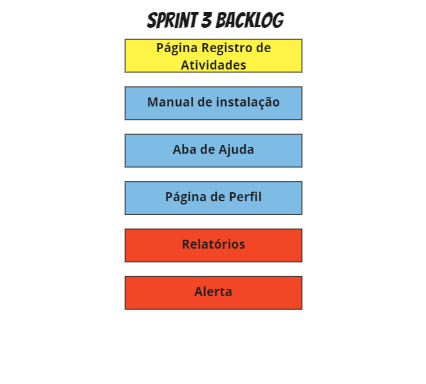 SPRINT 3 BACKLOG
Página Registro de
Atividades
Manual de instalação
Aba de Ajuda
Página de Perfil
Relatórios
Alerta